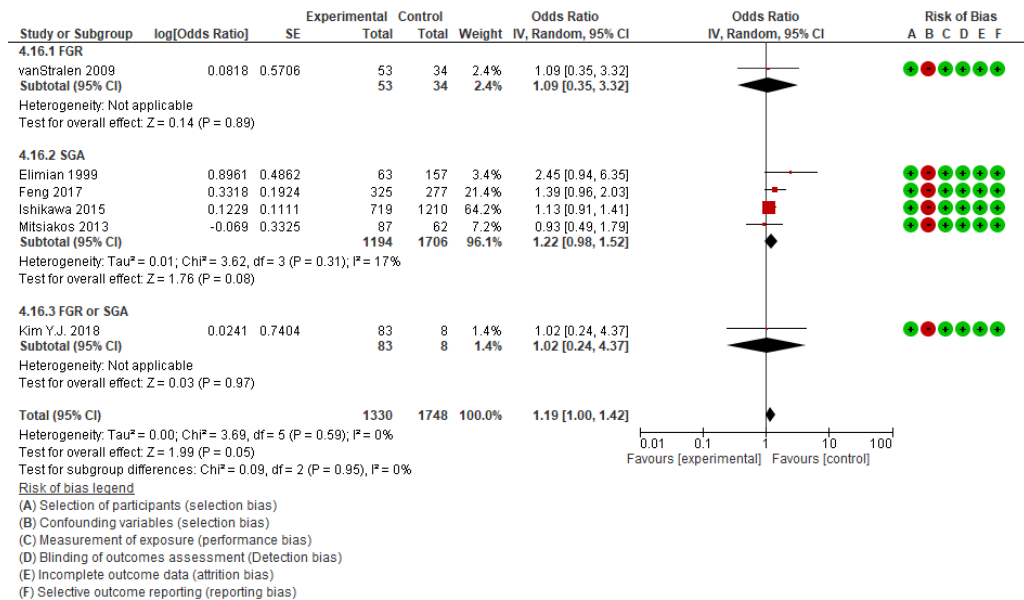 Experimental Control Odds Ratio Odds Ratio Risk of Bias
Study or Subgroup log[Odds Ratio] SE Total Total Weight IV, Random, 95% CI IV, Random, 95% CI A B C D E F
4.16.1 FGR
vanStralen 2009 0.0818 0.5706 53 34 2.4% 1.09 [0.35, 3.32]
Subtotal (95% CI) 53 34 2.4% 1.09 [0.35, 3.32]
Heterogeneity: Not applicable
Test for overall effect: Z = 0.14 (P = 0.89)
4.16.2 SGA
Elimian 1999 0.8961 0.4862 63 157 3.4% 2.45 [0.94, 6.35]
Feng 2017 0.3318 0.1924 325 277 21.4% 1.39 [0.96, 2.03]
Ishikawa 2015 0.1229 0.1111 719 1210 64.2% 1.13 [0.91, 1.41]
Mitsiakos 2013 -0.069 0.3325 87 62 7.2% 0.93 [0.49, 1.79]
Subtotal (95% CI) 1194 1706 96.1% 1.22 [0.98, 1.52]
Heterogeneity: Tau² = 0.01; Chi² = 3.62, df = 3 (P = 0.31); I² = 17%
Test for overall effect: Z = 1.76 (P = 0.08)
4.16.3 FGR or SGA
Kim Y.J. 2018 0.0241 0.7404 83 8 1.4% 1.02 [0.24, 4.37]
Subtotal (95% CI) 83 8 1.4% 1.02 [0.24, 4.37]
Heterogeneity: Not applicable
Test for overall effect: Z = 0.03 (P = 0.97)
Total (95% CI) 1330 1748 100.0% 1.19 [1.00, 1.42]
Heterogeneity: Tau² = 0.00; Chi² = 3.69, df = 5 (P = 0.59); I² = 0%
Test for overall effect: Z = 1.99 (P = 0.05)
Test for subgroup differences: Chi² = 0.09, df = 2 (P = 0.95), I² = 0%
0.01 0.1 1 10 100
Favours [experimental] Favours [control]
Risk of bias legend
(A) Selection of participants (selection bias)
(B) Confounding variables (selection bias)
(C) Measurement of exposure (performance bias)
(D) Blinding of outcomes assessment (Detection bias)
(E) Incomplete outcome data (attrition bias)
(F) Selective outcome reporting (reporting bias)